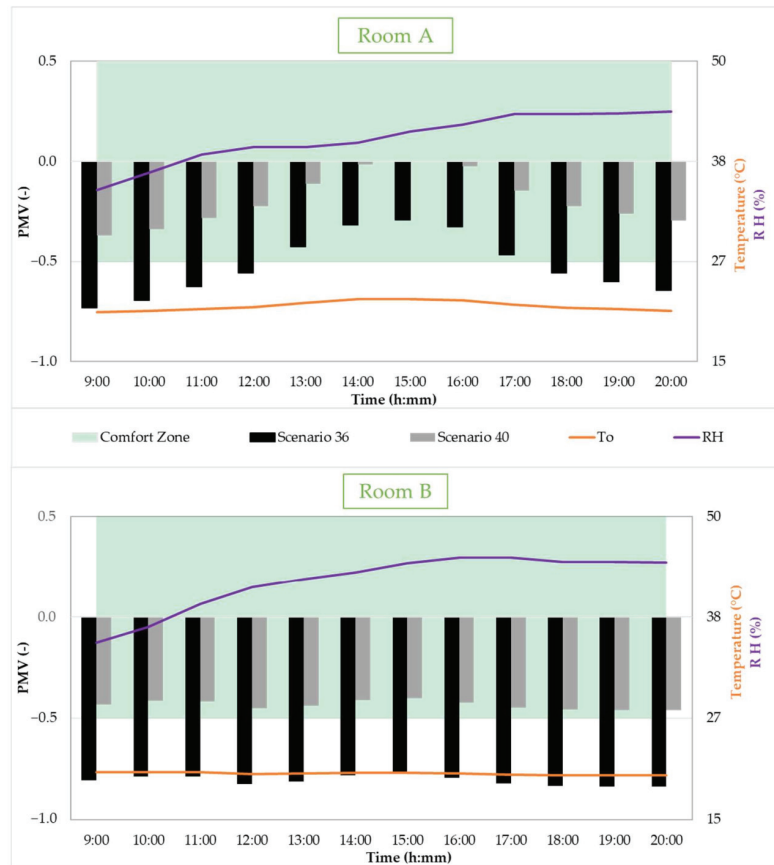 Room A
0.5
0.0
−0.5
−1.0
PMV (-)
50
38
27
15
Temperature (°C)
R H (%)
9:00 10:00 11:00 12:00 13:00 14:00 15:00 16:00 17:00 18:00 19:00 20:00
Time (h:mm)
Comfort Zone Scenario 36 Scenario 40 To RH
Room B
0.5
0.0
−0.5
−1.0
PMV (-)
50
38
27
15
Temperature (°C)
R H (%)
9:00 10:00 11:00 12:00 13:00 14:00 15:00 16:00 17:00 18:00 19:00 20:00
Time (h:mm)